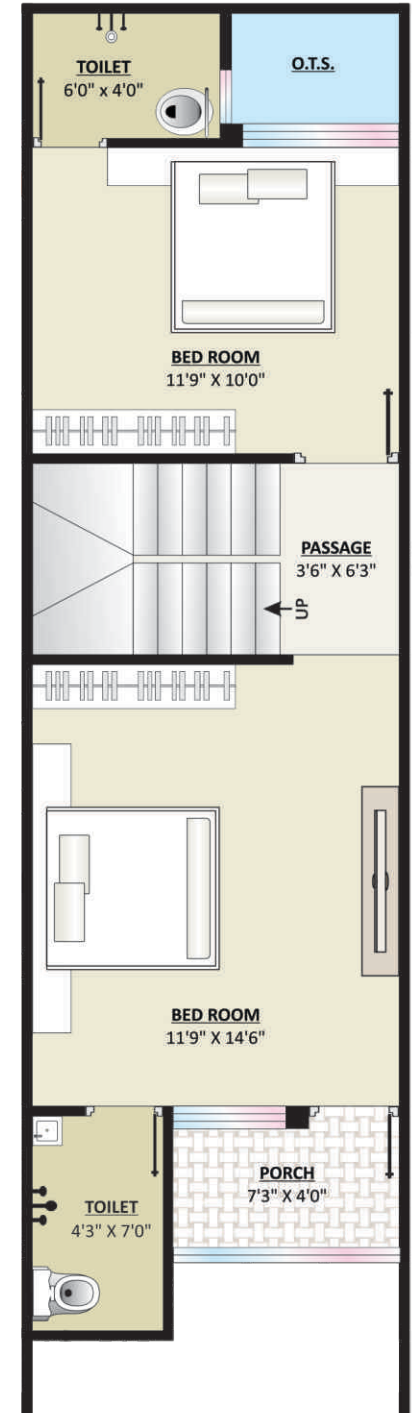 TOILET
6'0" x 4'0"
O.T.S.
BED ROOM
11'9" X 10'0"
PASSAGE
3'6" X 6'3"
UP
BED ROOM
11'9" X 14'6"
PORCH
7'3" X 4'0"
TOILET
4'3" X 7'0"